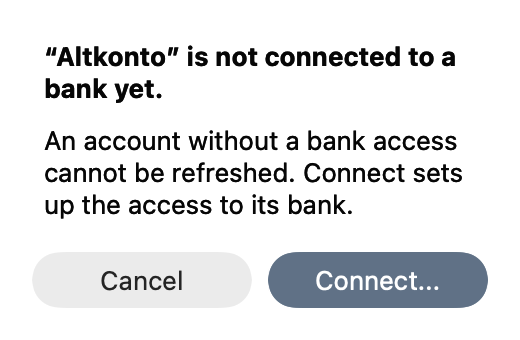 “Altkonto” is not connected to a
bank yet.
An account without a bank access
cannot be refreshed. Connect sets
up the access to its bank.
Cancel
Connect...